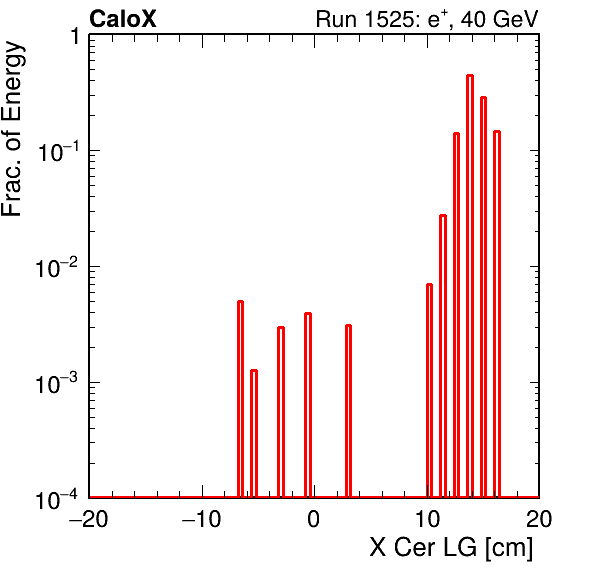 CaloX Run 1525: e⁺, 40 GeV
Frac. of Energy
1
10⁻¹
10⁻²
10⁻³
10⁻⁴
−20 −10 0 10 20
X Cer LG [cm]